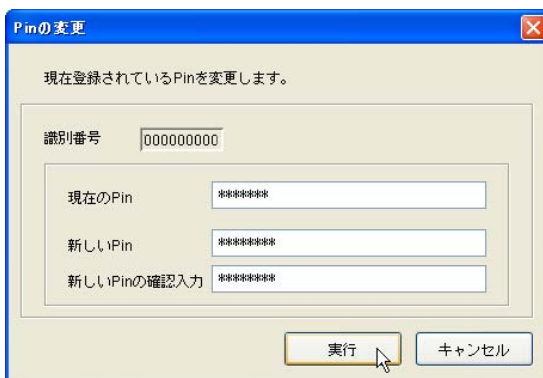 Pinの変更
現在登録されているPinを変更します。
識別番号 000000000
現在のPin *******
新しいPin ********
新しいPinの確認入力 ********
実行 キャンセル